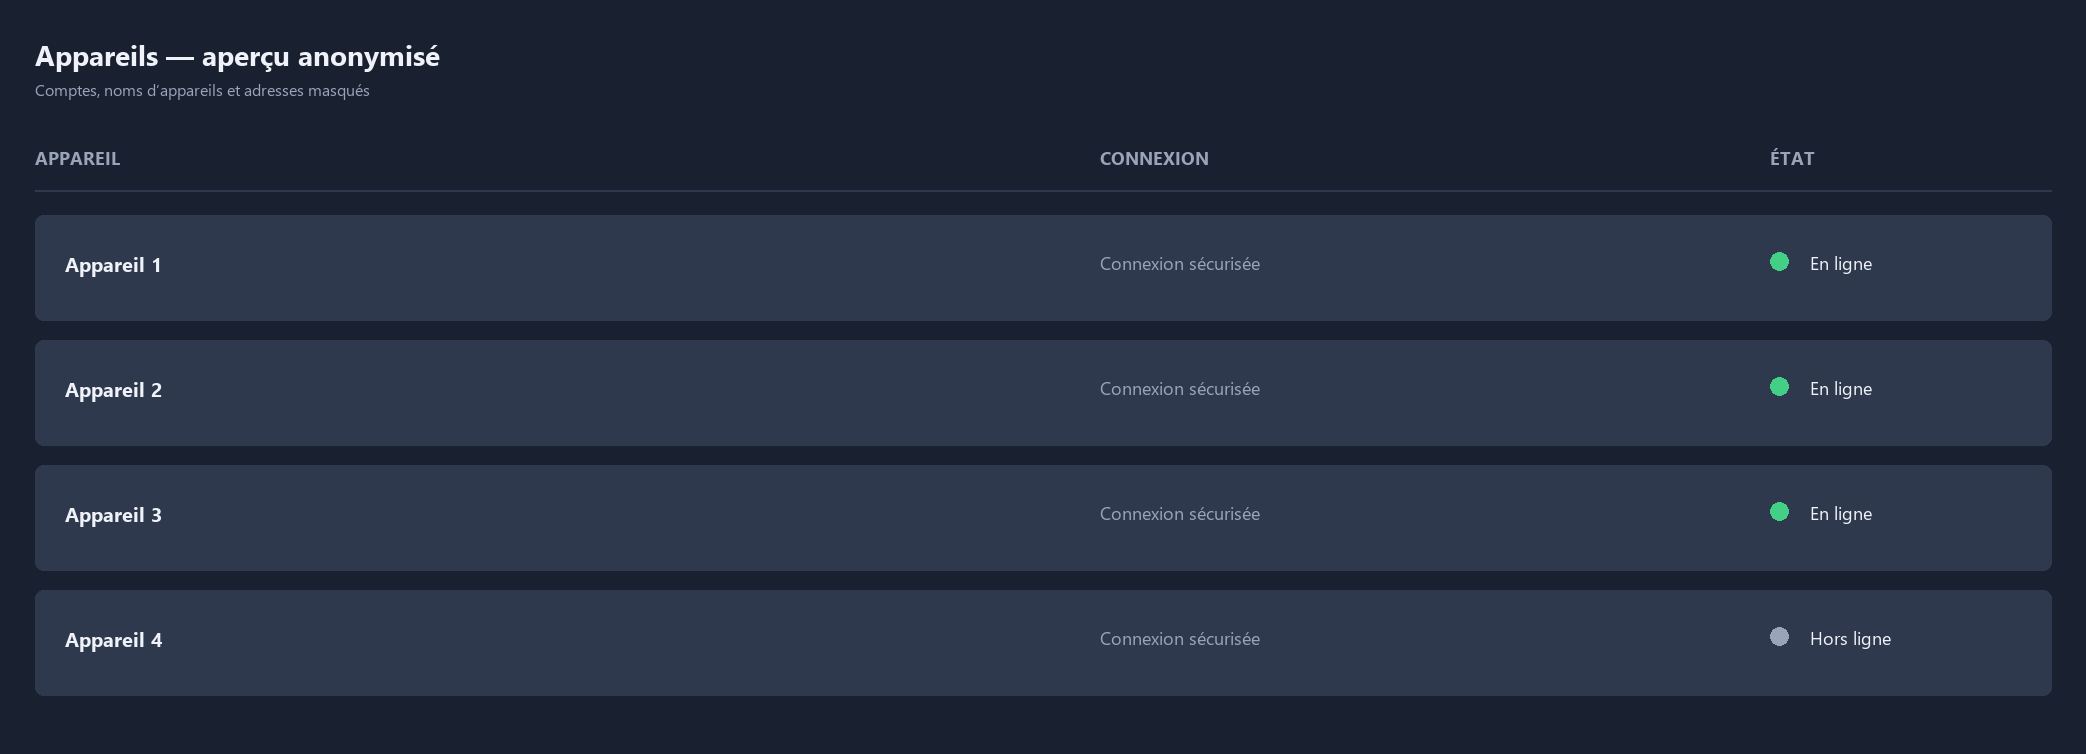 Appareils — aperçu anonymisé
Comptes, noms d’appareils et adresses masqués
APPAREIL CONNEXION ÉTAT
Appareil 1 Connexion sécurisée En ligne
Appareil 2 Connexion sécurisée En ligne
Appareil 3 Connexion sécurisée En ligne
Appareil 4 Connexion sécurisée Hors ligne